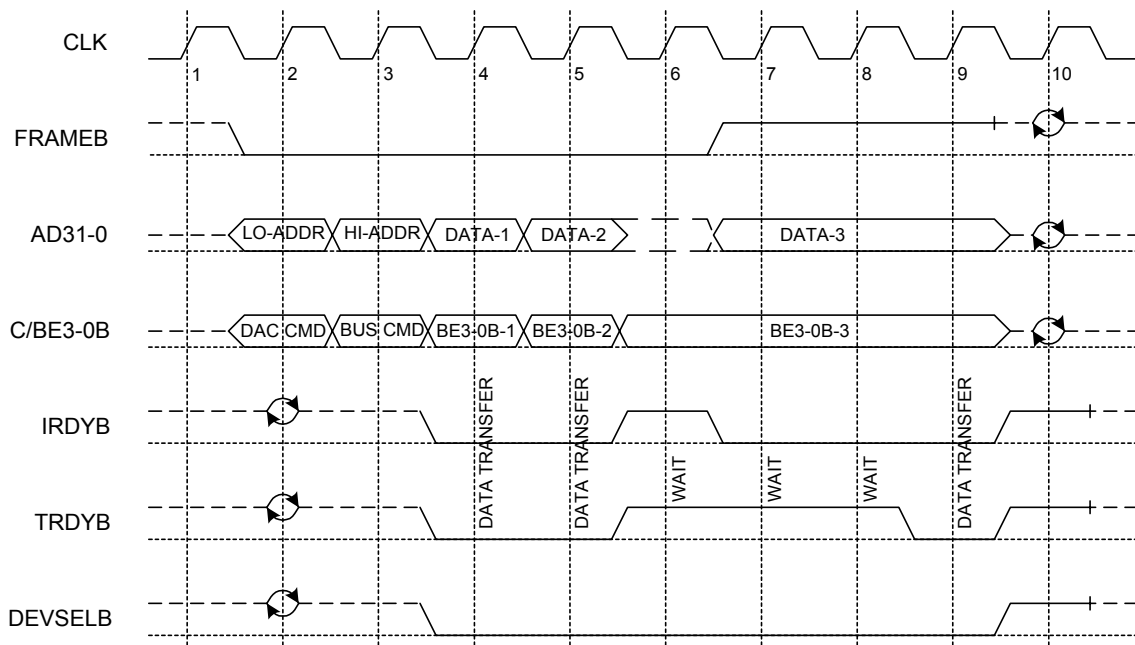 CLK
1 2 3 4 5 6 7 8 9 10
FRAMEB
AD31-0
LO-ADDR HI-ADDR DATA-1 DATA-2 DATA-3
C/BE3-0B
DAC CMD BUS CMD BE3-0B-1 BE3-0B-2 BE3-0B-3
IRDYB
DATA TRANSFER
DATA TRANSFER
WAIT
WAIT
WAIT
DATA TRANSFER
TRDYB
DEVSELB